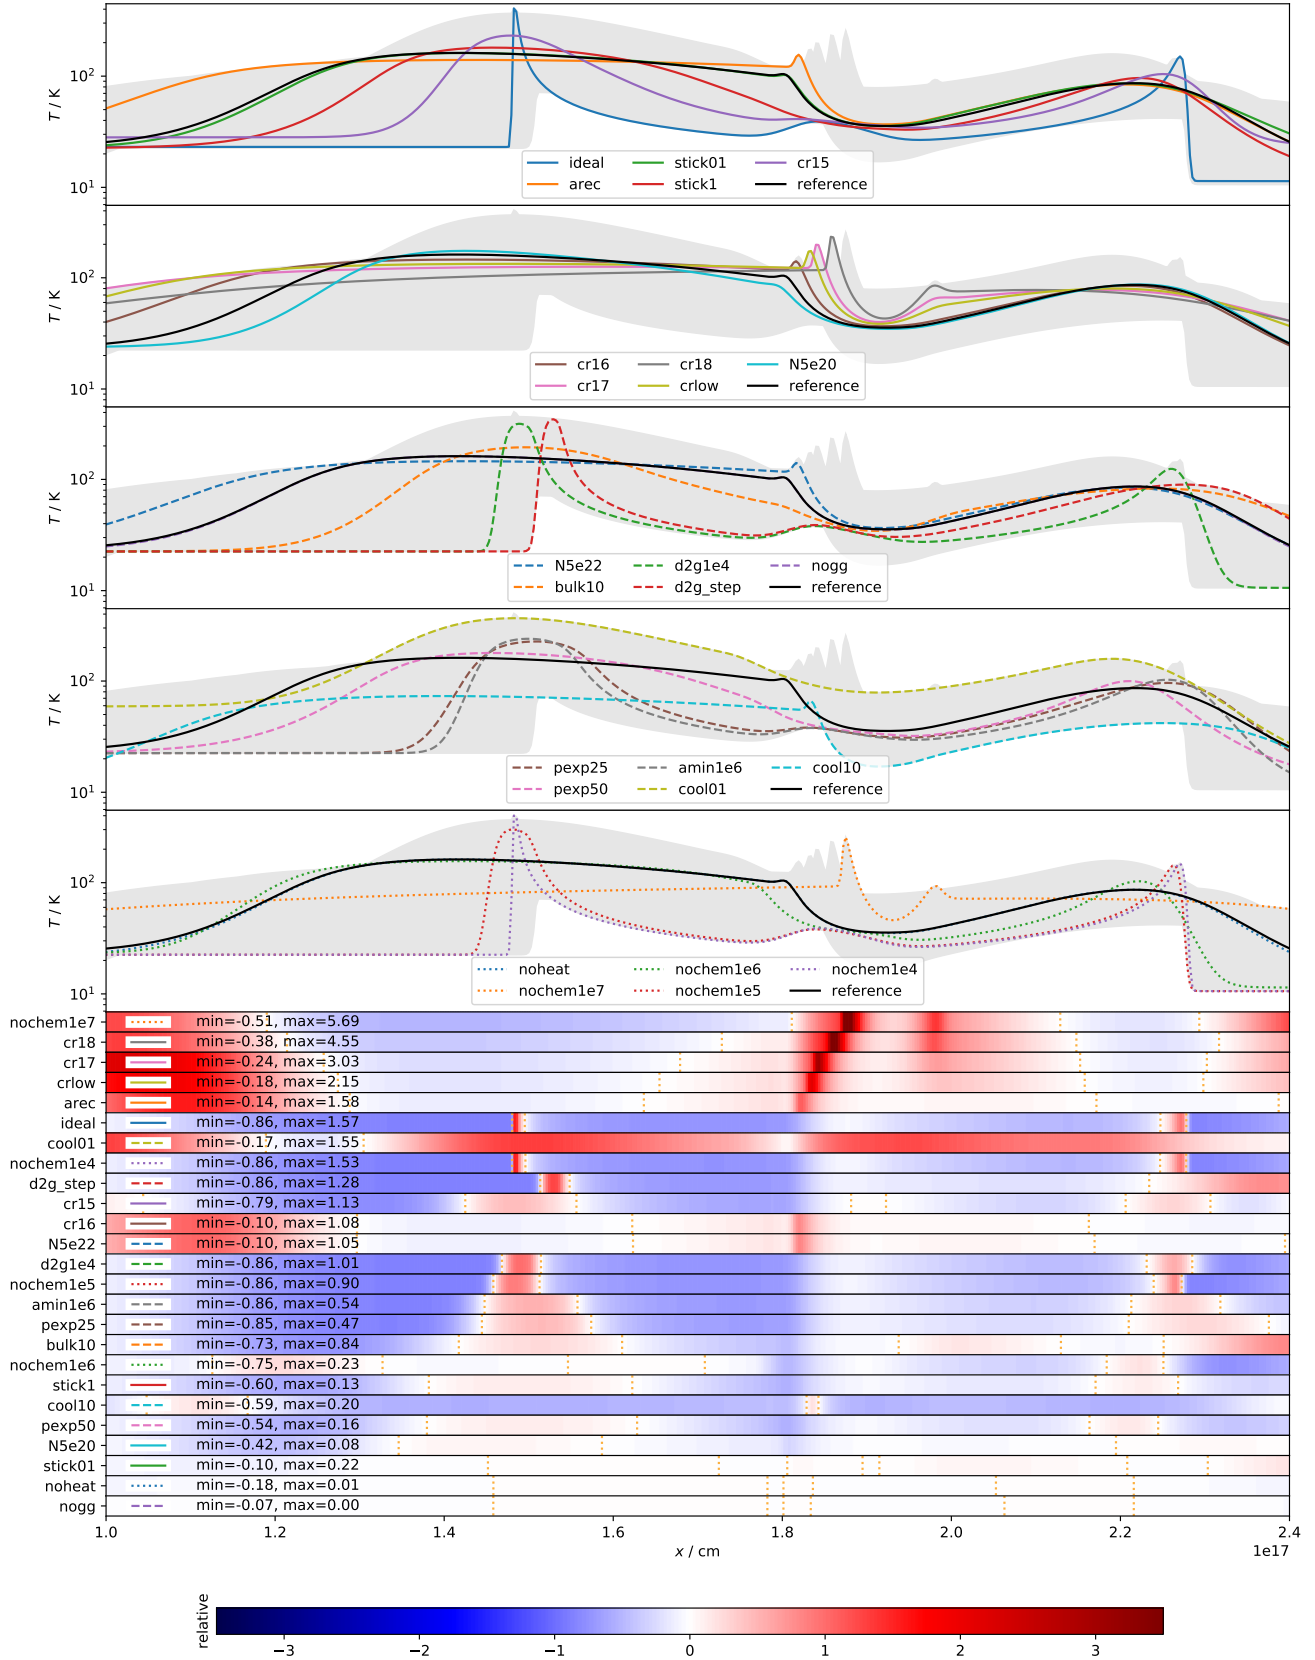 10²
10¹
T / K
ideal stick01 cr15
arec stick1 reference
10²
10¹
T / K
cr16 cr18 N5e20
cr17 crlow reference
10²
10¹
T / K
N5e22 d2g1e4 nogg
bulk10 d2g_step reference
10²
10¹
T / K
pexp25 amin1e6 cool10
pexp50 cool01 reference
10²
10¹
T / K
noheat nochem1e6 nochem1e4
nochem1e7 nochem1e5 reference
nochem1e7 min=-0.51, max=5.69
cr18 min=-0.38, max=4.55
cr17 min=-0.24, max=3.03
crlow min=-0.18, max=2.15
arec min=-0.14, max=1.58
ideal min=-0.86, max=1.57
cool01 min=-0.17, max=1.55
nochem1e4 min=-0.86, max=1.53
d2g_step min=-0.86, max=1.28
cr15 min=-0.79, max=1.13
cr16 min=-0.10, max=1.08
N5e22 min=-0.10, max=1.05
d2g1e4 min=-0.86, max=1.01
nochem1e5 min=-0.86, max=0.90
amin1e6 min=-0.86, max=0.54
pexp25 min=-0.85, max=0.47
bulk10 min=-0.73, max=0.84
nochem1e6 min=-0.75, max=0.23
stick1 min=-0.60, max=0.13
cool10 min=-0.59, max=0.20
pexp50 min=-0.54, max=0.16
N5e20 min=-0.42, max=0.08
stick01 min=-0.10, max=0.22
noheat min=-0.18, max=0.01
nogg min=-0.07, max=0.00
1.0 1.2 1.4 1.6 1.8 2.0 2.2 2.4
x / cm
1e17
relative
−3 −2 −1 0 1 2 3